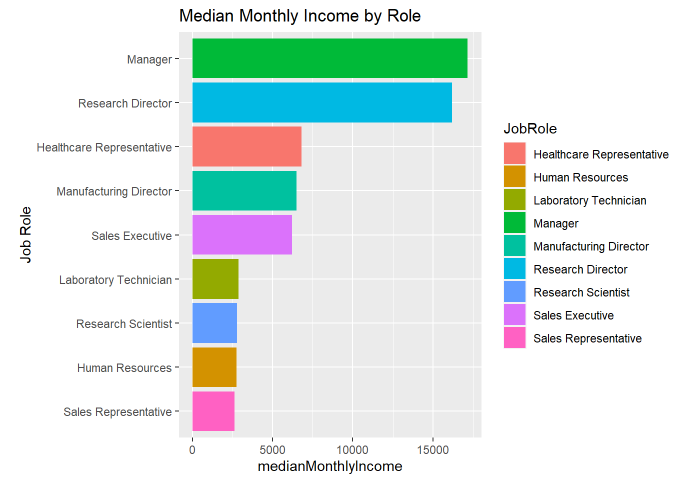 Median Monthly Income by Role
Job Role
Manager
Research Director
Healthcare Representative
Manufacturing Director
Sales Executive
Laboratory Technician
Research Scientist
Human Resources
Sales Representative
0 5000 10000 15000
medianMonthlyIncome
JobRole
Healthcare Representative
Human Resources
Laboratory Technician
Manager
Manufacturing Director
Research Director
Research Scientist
Sales Executive
Sales Representative